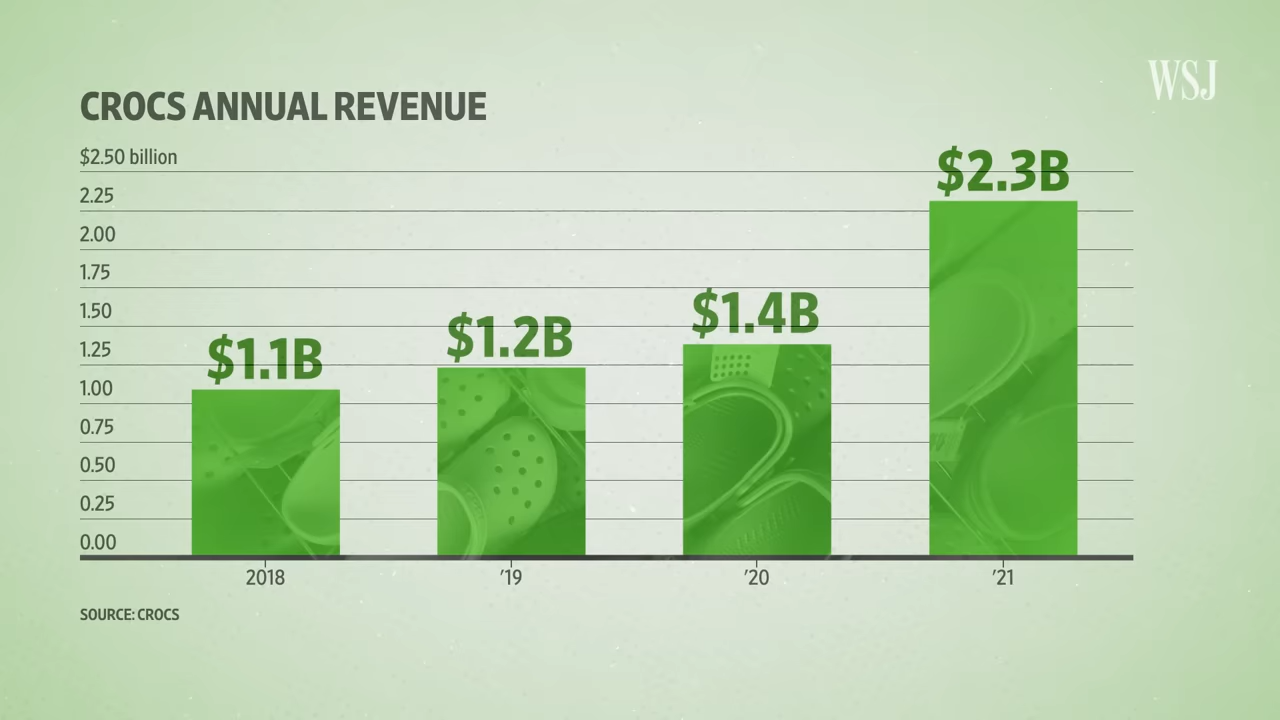 WSJ
CROCS ANNUAL REVENUE
$2.50 billion
2.25
2.00
1.75
1.50
1.25
1.00
0.75
0.50
0.25
0.00
$1.1B
$1.2B
$1.4B
$2.3B
2018
’19
’20
’21
SOURCE: CROCS